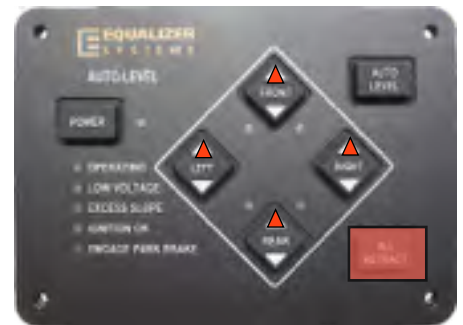 EQUALIZER
SYSTEMS
AUTO LEVEL
AUTO
LEVEL
FRONT
POWER
LEFT
RIGHT
OPERATING
LOW VOLTAGE
EXCESS SLOPE
IGNITION ON
ENGAGE PARK BRAKE
REAR
ALL
RETRACT